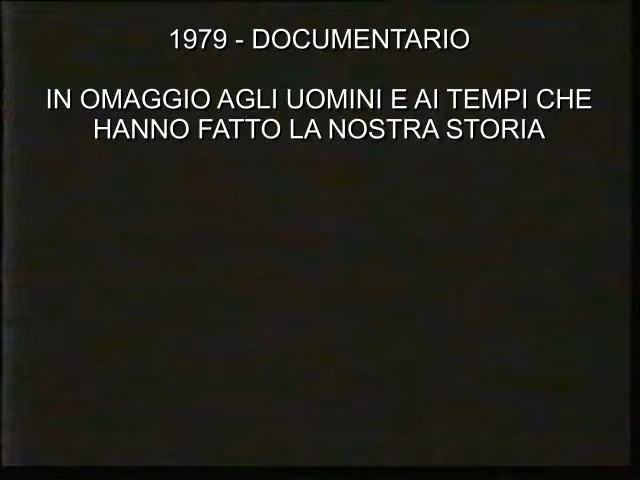 1979 - DOCUMENTARIO
IN OMAGGIO AGLI UOMINI E AI TEMPI CHE
HANNO FATTO LA NOSTRA STORIA